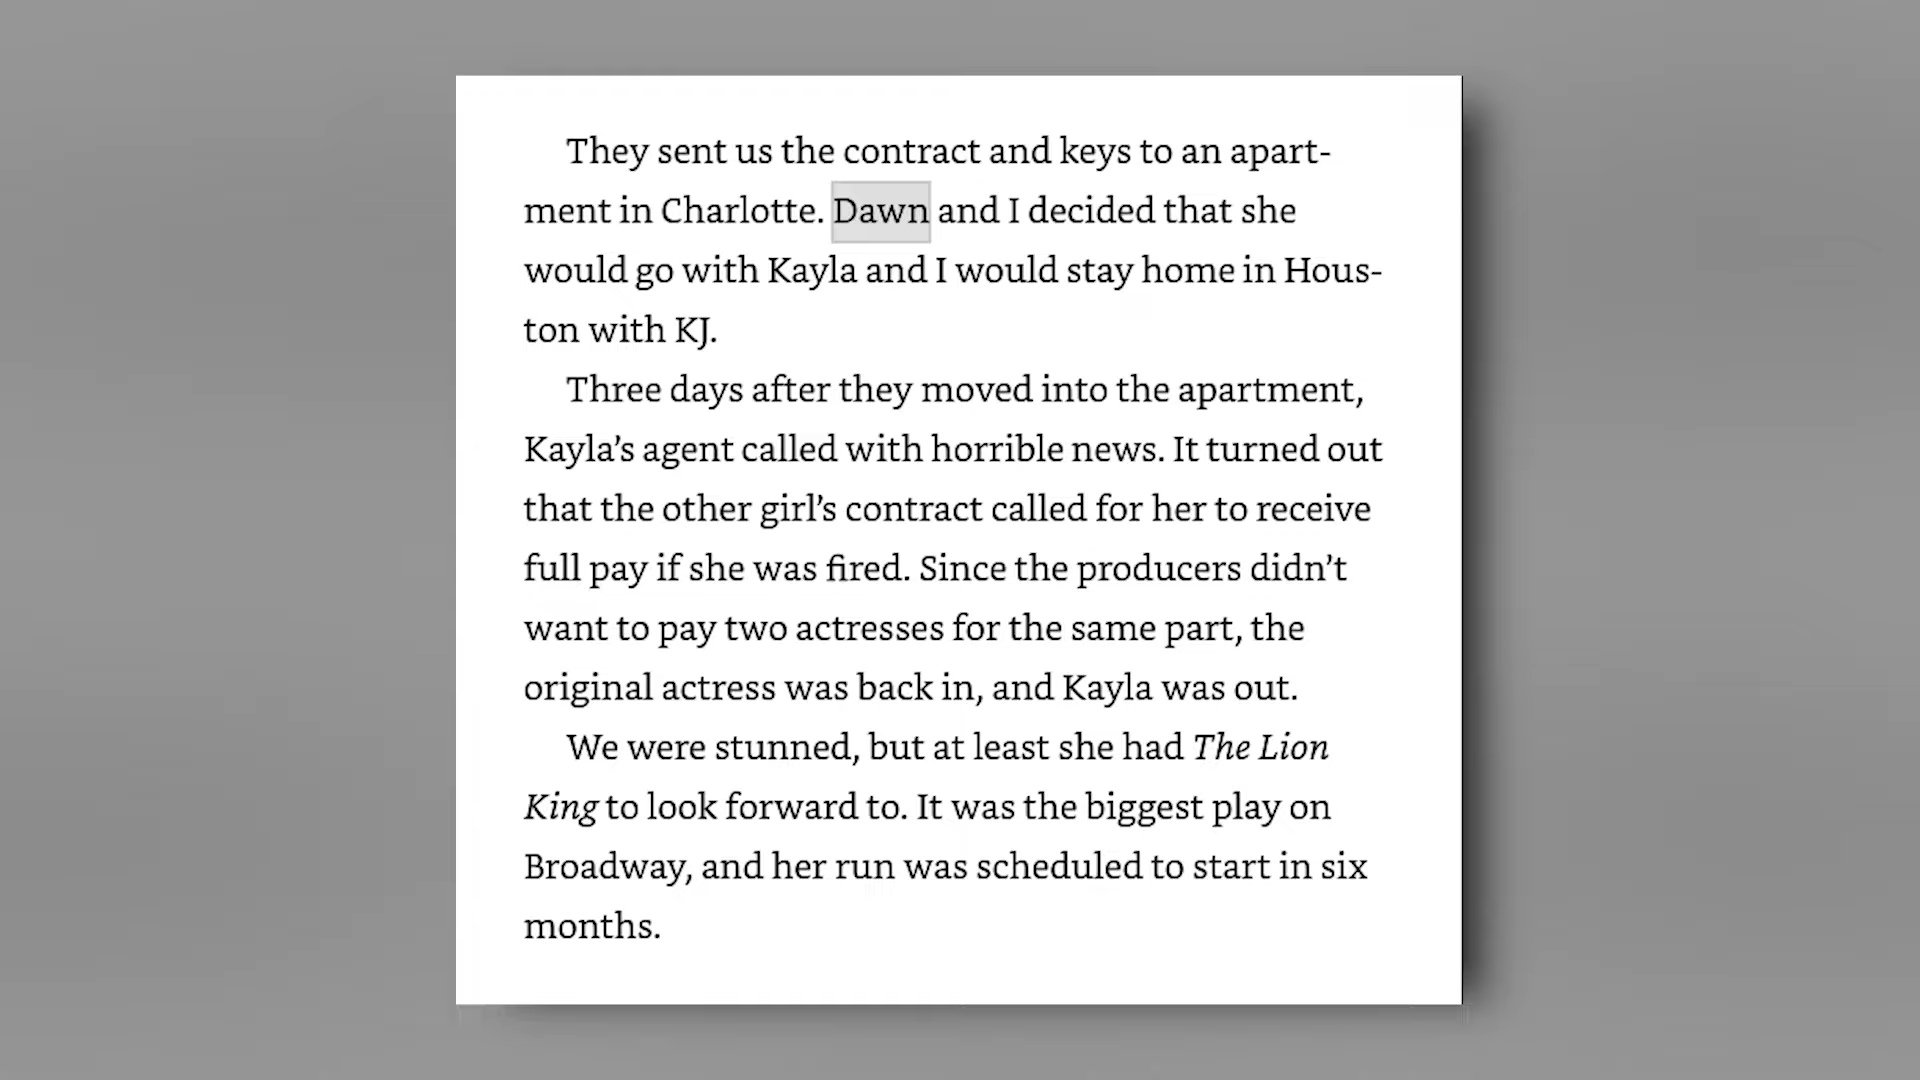 They sent us the contract and keys to an apart-
ment in Charlotte. Dawn and I decided that she
would go with Kayla and I would stay home in Hous-
ton with KJ.
Three days after they moved into the apartment,
Kayla’s agent called with horrible news. It turned out
that the other girl’s contract called for her to receive
full pay if she was fired. Since the producers didn’t
want to pay two actresses for the same part, the
original actress was back in, and Kayla was out.
We were stunned, but at least she had The Lion
King to look forward to. It was the biggest play on
Broadway, and her run was scheduled to start in six
months.